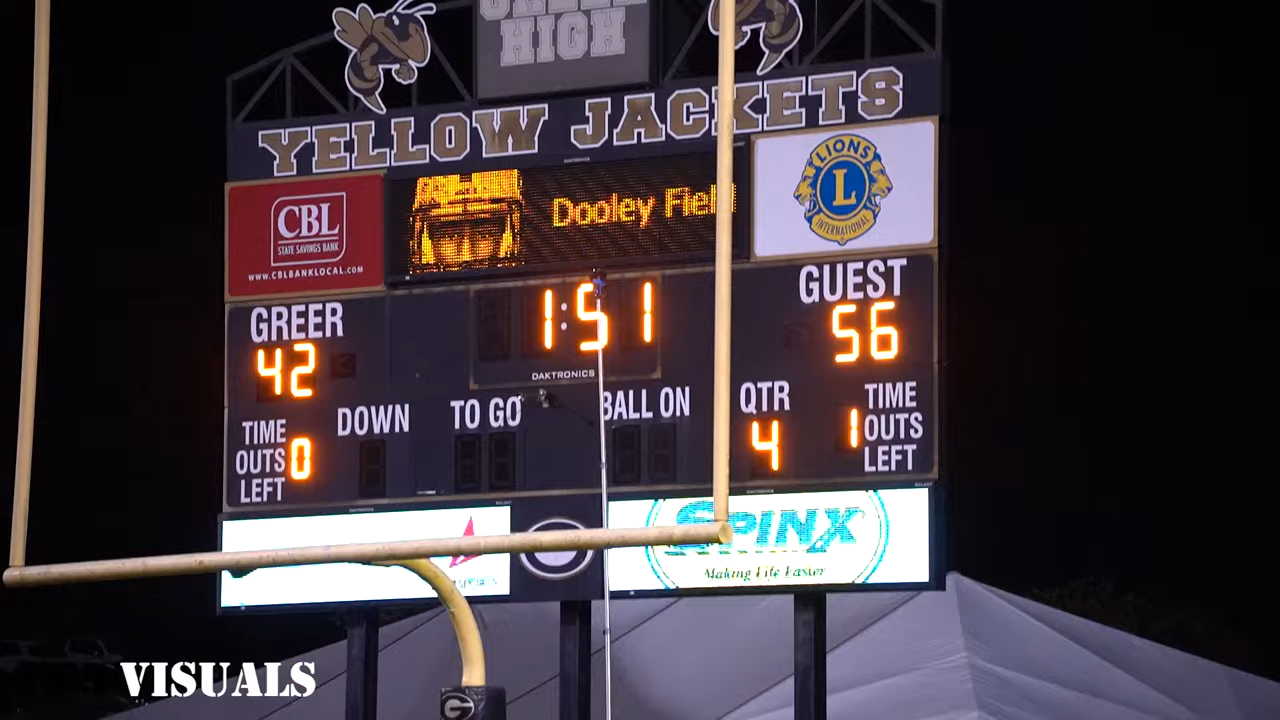 GREER
HIGH
YELLOW JACKETS
CBL
STATE SAVINGS BANK
WWW.CBLBANKLOCAL.COM
Dooley Field
LIONS
L
INTERNATIONAL
GREER
42
1:51
DAKTRONICS
GUEST
56
TIME
OUTS
LEFT
0
DOWN
TO GO
BALL ON
QTR
4
1
TIME
OUTS
LEFT
SPINX
Making Life Easier
G
VISUALS